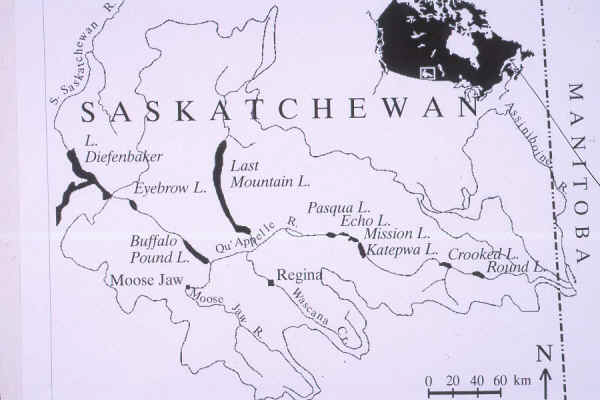 S. Saskatchewan R.
SASKATCHEWAN
MANITOBA
Assiniboine R.
L.
Diefenbaker
Eyebrow L.
Last
Mountain L.
Pasqua L.
Echo L.
Mission L.
Katepwa L.
Crooked L.
Round L.
Buffalo
Pound L.
Qu'Appelle R.
Moose Jaw
Regina
Moose Jaw R.
Wascana Cr.
N
0 20 40 60 km